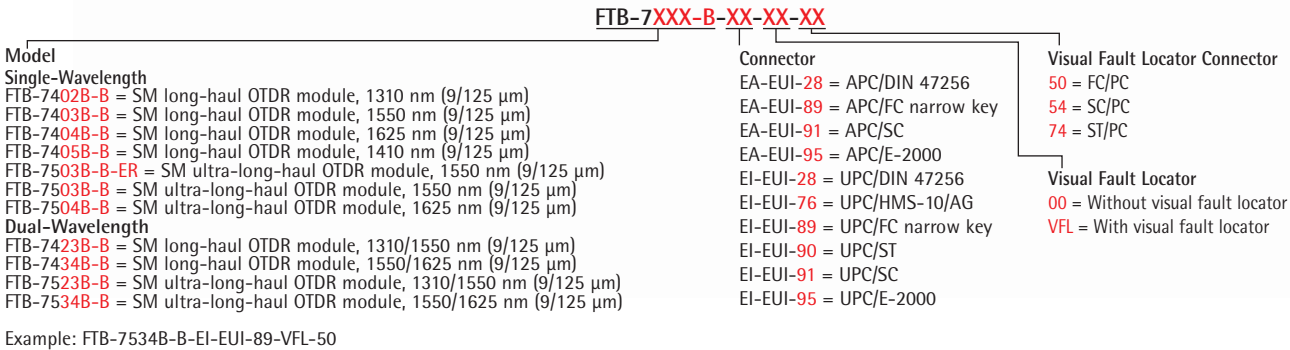 FTB-7XXX-B-XX-XX-XX
Model
Single-Wavelength
FTB-7402B-B = SM long-haul OTDR module, 1310 nm (9/125 µm)
FTB-7403B-B = SM long-haul OTDR module, 1550 nm (9/125 µm)
FTB-7404B-B = SM long-haul OTDR module, 1625 nm (9/125 µm)
FTB-7405B-B = SM long-haul OTDR module, 1410 nm (9/125 µm)
FTB-7503B-B-ER = SM ultra-long-haul OTDR module, 1550 nm (9/125 µm)
FTB-7503B-B = SM ultra-long-haul OTDR module, 1550 nm (9/125 µm)
FTB-7504B-B = SM ultra-long-haul OTDR module, 1625 nm (9/125 µm)
Dual-Wavelength
FTB-7423B-B = SM long-haul OTDR module, 1310/1550 nm (9/125 µm)
FTB-7434B-B = SM long-haul OTDR module, 1550/1625 nm (9/125 µm)
FTB-7523B-B = SM ultra-long-haul OTDR module, 1310/1550 nm (9/125 µm)
FTB-7534B-B = SM ultra-long-haul OTDR module, 1550/1625 nm (9/125 µm)
Connector
EA-EUI-28 = APC/DIN 47256
EA-EUI-89 = APC/FC narrow key
EA-EUI-91 = APC/SC
EA-EUI-95 = APC/E-2000
EI-EUI-28 = UPC/DIN 47256
EI-EUI-76 = UPC/HMS-10/AG
EI-EUI-89 = UPC/FC narrow key
EI-EUI-90 = UPC/ST
EI-EUI-91 = UPC/SC
EI-EUI-95 = UPC/E-2000
Visual Fault Locator Connector
50 = FC/PC
54 = SC/PC
74 = ST/PC
Visual Fault Locator
00 = Without visual fault locator
VFL = With visual fault locator
Example: FTB-7534B-B-EI-EUI-89-VFL-50